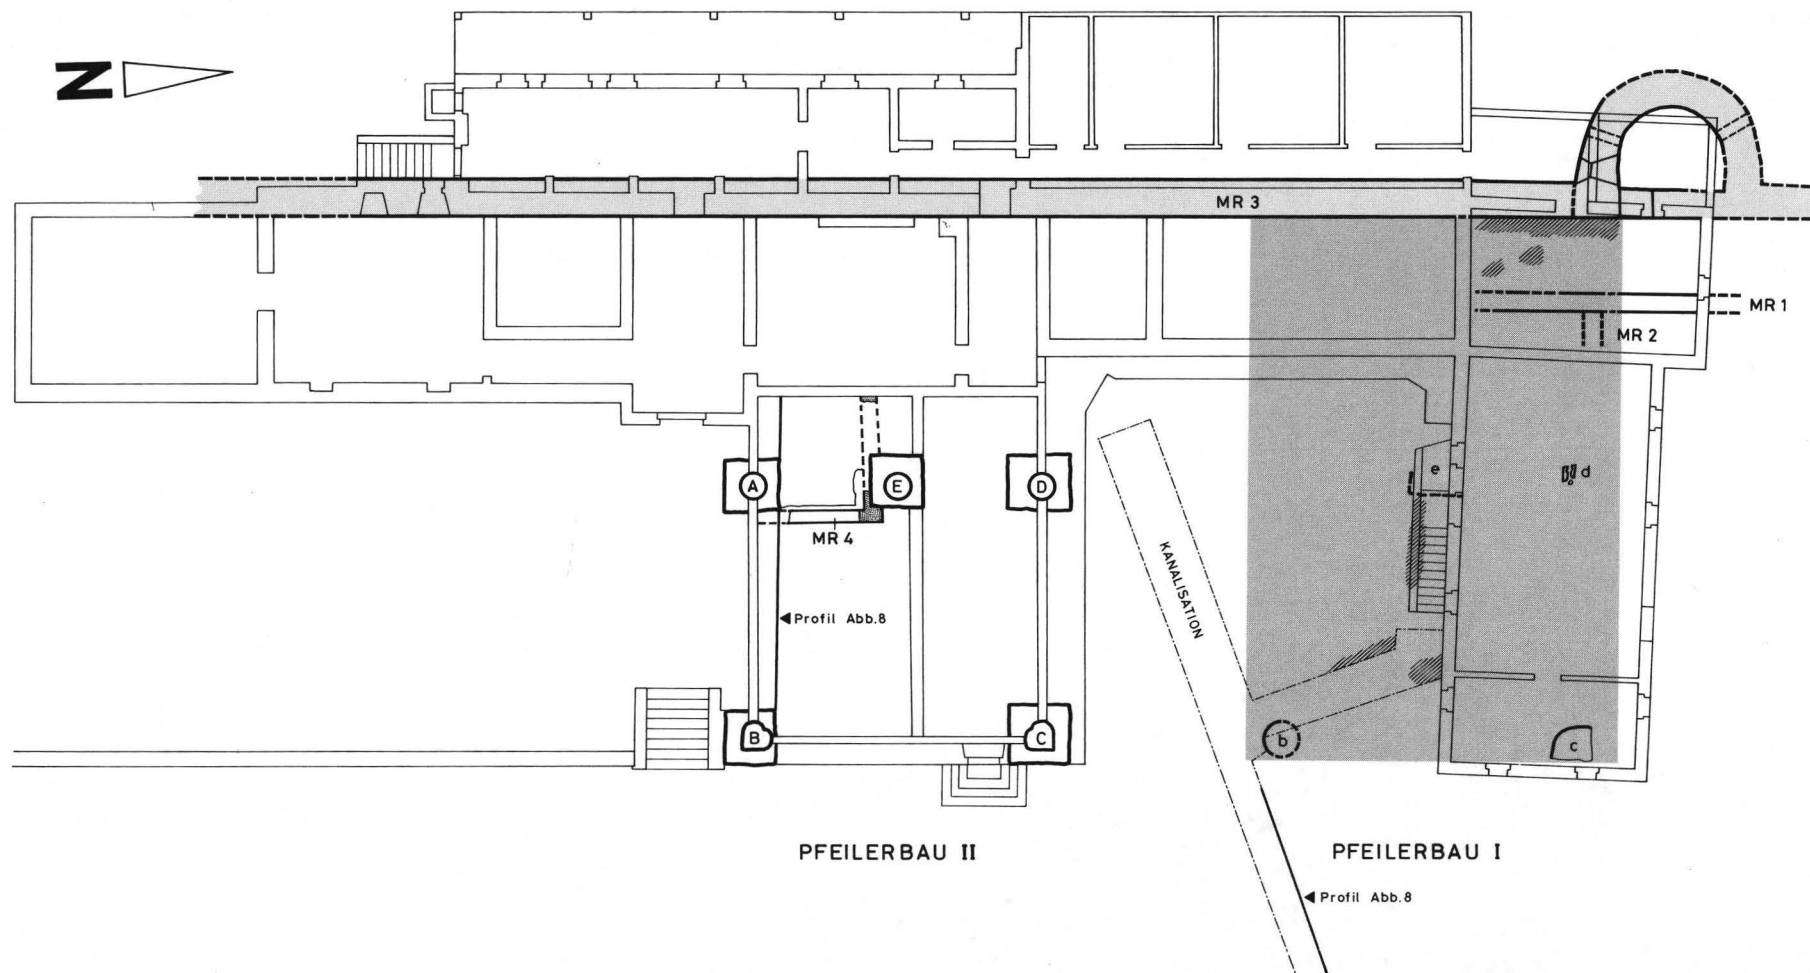 N
MR 3
MR 1
MR 2
e
d
A
E
D
MR 4
KANALISATION
Profil Abb.8
B
C
b
c
PFEILERBAU II
PFEILERBAU I
Profil Abb.8